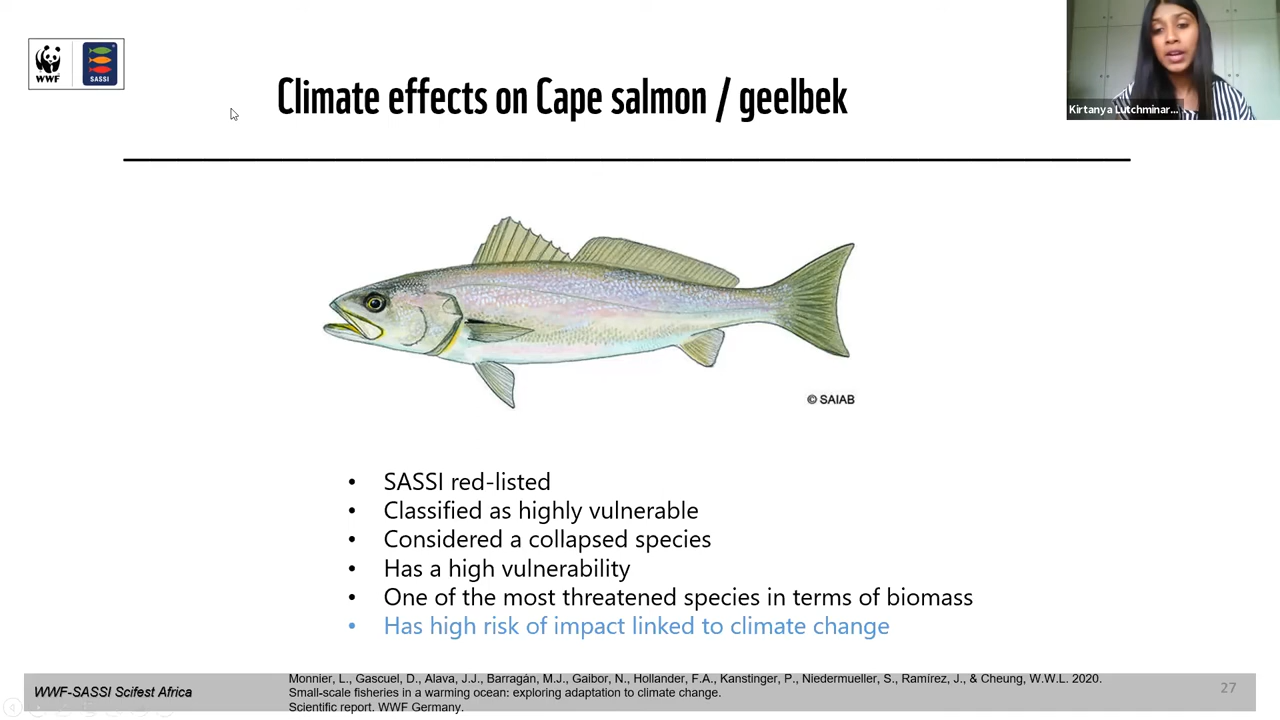 WWF
SASSI
Climate effects on Cape salmon / geelbek
Kirtanya Lutchminar...
© SAIAB
• SASSI red-listed
• Classified as highly vulnerable
• Considered a collapsed species
• Has a high vulnerability
• One of the most threatened species in terms of biomass
• Has high risk of impact linked to climate change
WWF-SASSI Scifest Africa
Monnier, L., Gascuel, D., Alava, J.J., Barragán, M.J., Gaibor, N., Hollander, F.A., Kanstinger, P., Niedermueller, S., Ramírez, J., & Cheung, W.W.L. 2020.
Small-scale fisheries in a warming ocean: exploring adaptation to climate change.
Scientific report. WWF Germany.
27